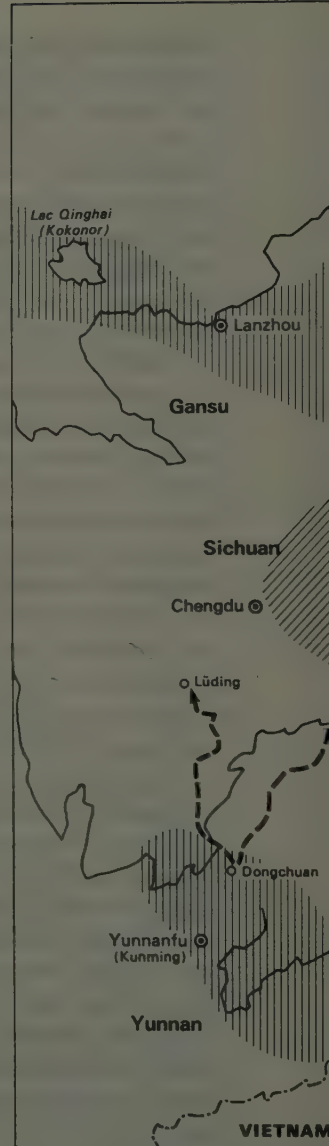 Lac Qinghai
(Kokonor)
Lanzhou
Gansu
Sichuan
Chengdu
Lüding
Dongchuan
Yunnanfu
(Kunming)
Yunnan
VIETNAM